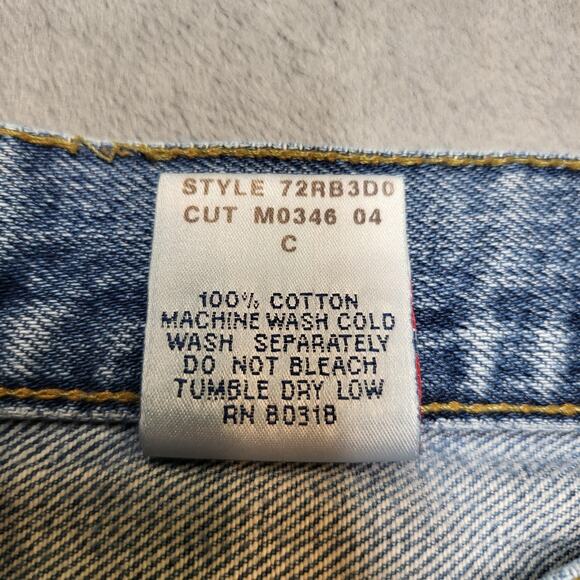 STYLE 72RB3D0
CUT M0346 04
C
100% COTTON
MACHINE WASH COLD
WASH SEPARATELY
DO NOT BLEACH
TUMBLE DRY LOW
RN 80318